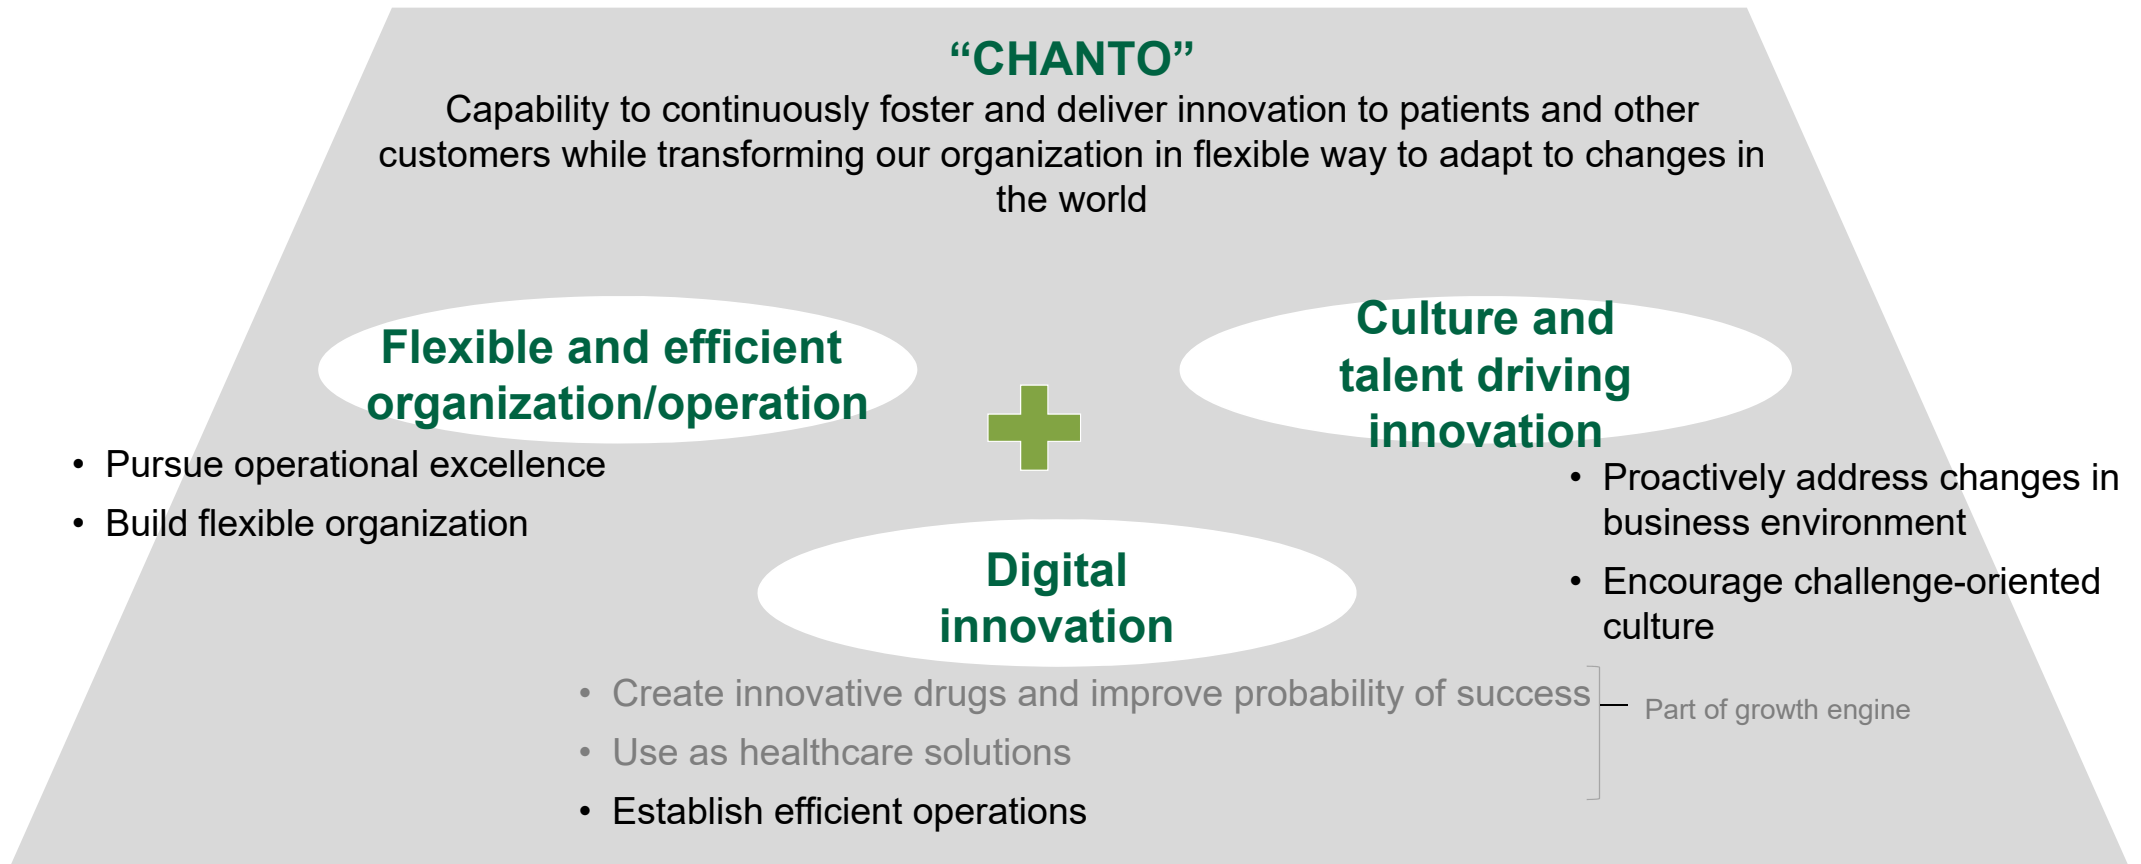 “CHANTO”
Capability to continuously foster and deliver innovation to patients and other
customers while transforming our organization in flexible way to adapt to changes in
the world
Flexible and efficient
organization/operation
• Pursue operational excellence
• Build flexible organization
Culture and
talent driving
innovation
• Proactively address changes in
business environment
• Encourage challenge-oriented
culture
Digital
innovation
• Create innovative drugs and improve probability of success
• Use as healthcare solutions
• Establish efficient operations
Part of growth engine